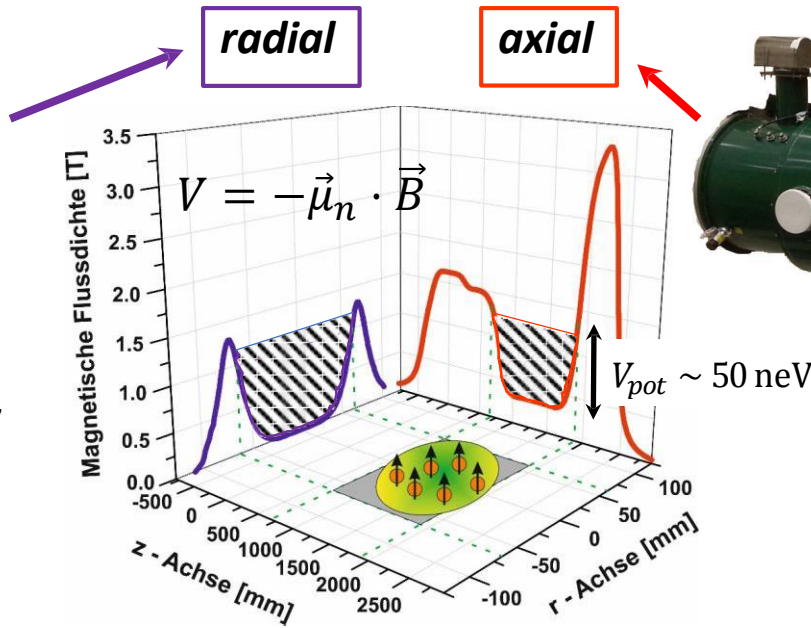 radial
axial
V = −μ⃗ₙ · B⃗
Magnetische Flussdichte [T]
3.5
3.0
2.5
2.0
1.5
1.0
0.5
0.0
V_pot ~ 50 neV
-500
0
500
1000
1500
2000
2500
z - Achse [mm]
100
50
0
-50
-100
r - Achse [mm]